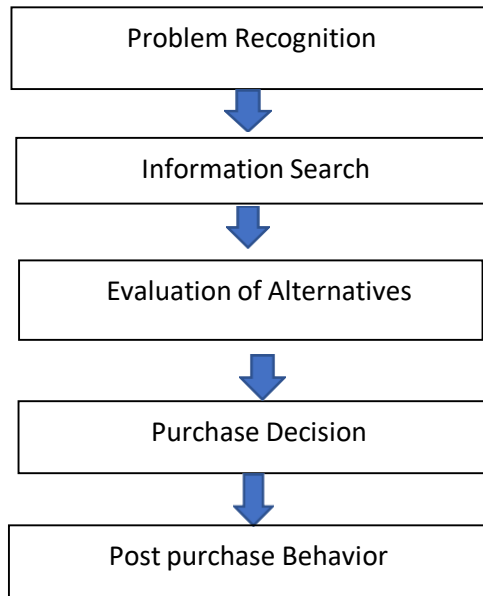 Problem Recognition
Information Search
Evaluation of Alternatives
Purchase Decision
Post purchase Behavior